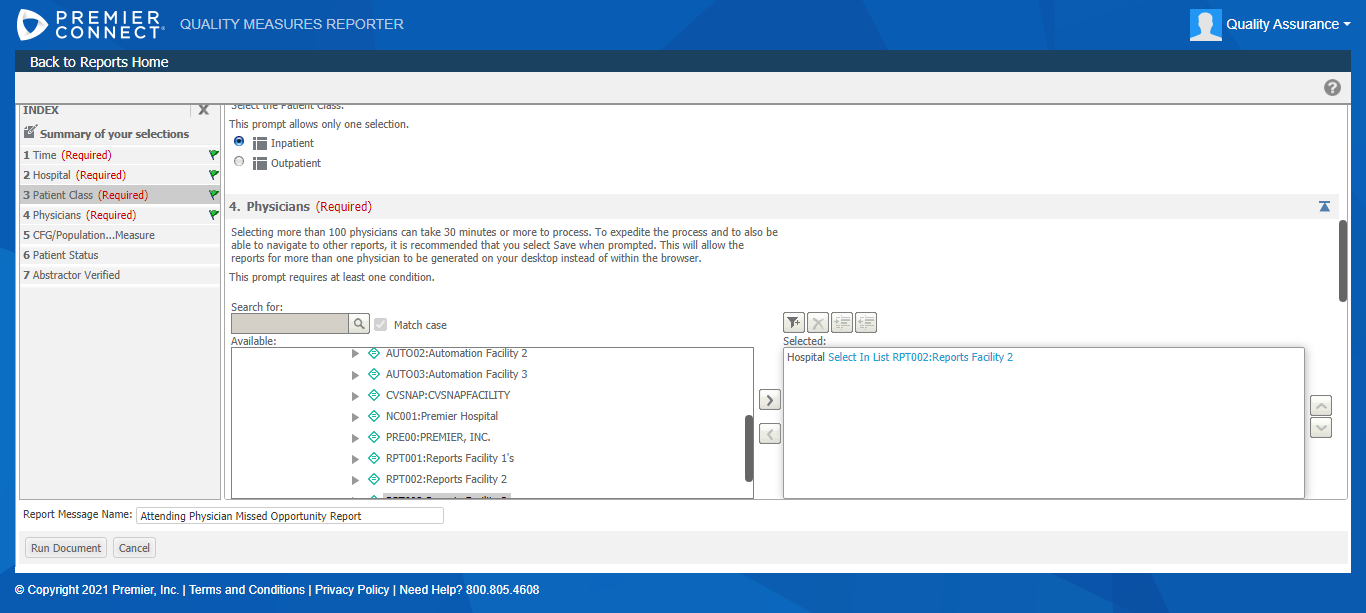 PREMIER
CONNECT
QUALITY MEASURES REPORTER
Quality Assurance
Back to Reports Home
?
INDEX
X
Summary of your selections
1 Time (Required)
2 Hospital (Required)
3 Patient Class (Required)
4 Physicians (Required)
5 CFG/Population...Measure
6 Patient Status
7 Abstractor Verified
Select the Patient Class.
This prompt allows only one selection.
Inpatient
Outpatient
4. Physicians (Required)
Selecting more than 100 physicians can take 30 minutes or more to process. To expedite the process and to also be
able to navigate to other reports, it is recommended that you select Save when prompted. This will allow the
reports for more than one physician to be generated on your desktop instead of within the browser.
This prompt requires at least one condition.
Search for:
Match case
Available:
AUTO02:Automation Facility 2
AUTO03:Automation Facility 3
CVSNAP:CVSNAPFACILITY
NC001:Premier Hospital
PRE00:PREMIER, INC.
RPT001:Reports Facility 1's
RPT002:Reports Facility 2
Selected:
Hospital Select In List RPT002:Reports Facility 2
Report Message Name: Attending Physician Missed Opportunity Report
Run Document
Cancel
© Copyright 2021 Premier, Inc. | Terms and Conditions | Privacy Policy | Need Help? 800.805.4608